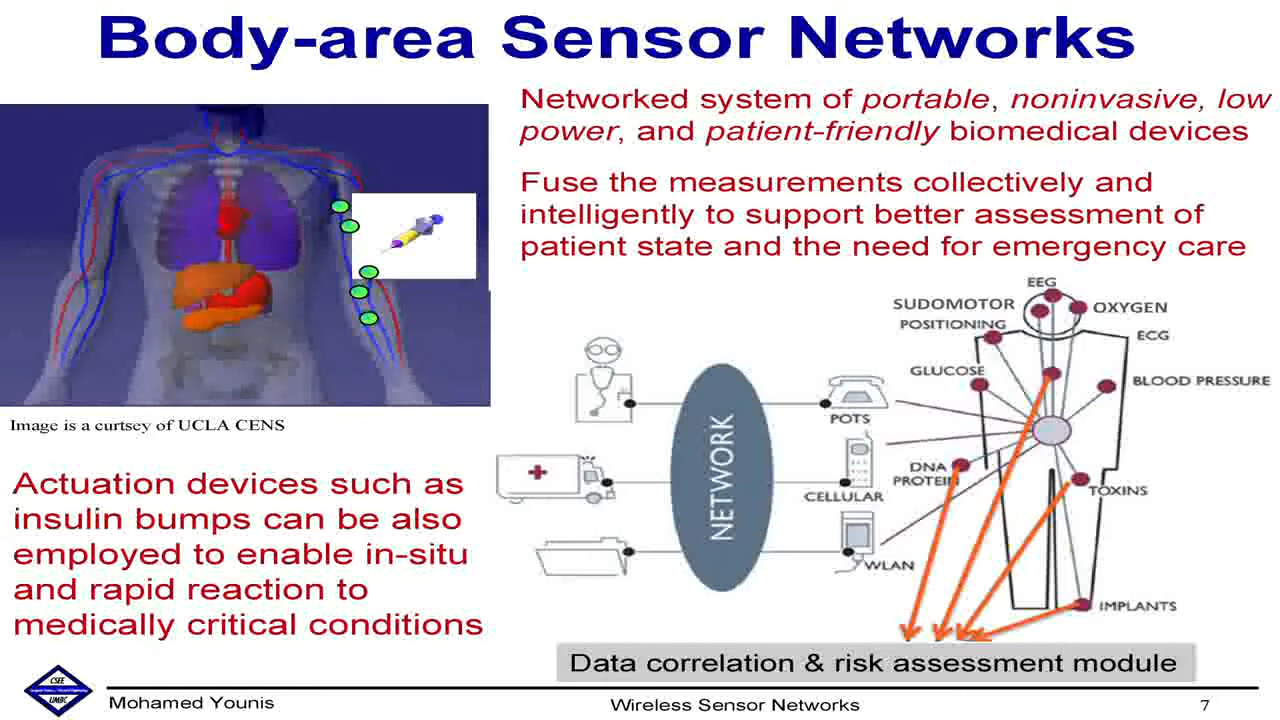 Body-area Sensor Networks
Networked system of portable, noninvasive, low
power, and patient-friendly biomedical devices
Fuse the measurements collectively and
intelligently to support better assessment of
patient state and the need for emergency care
Image is a curtsey of UCLA CENS
Actuation devices such as
insulin bumps can be also
employed to enable in-situ
and rapid reaction to
medically critical conditions
EEG
SUDOMOTOR
OXYGEN
POSITIONING
ECG
GLUCOSE
BLOOD PRESSURE
POTS
NETWORK
DNA
PROTEIN
CELLULAR
TOXINS
WLAN
IMPLANTS
Data correlation & risk assessment module
CSEE
UMBC
Mohamed Younis
Wireless Sensor Networks
7